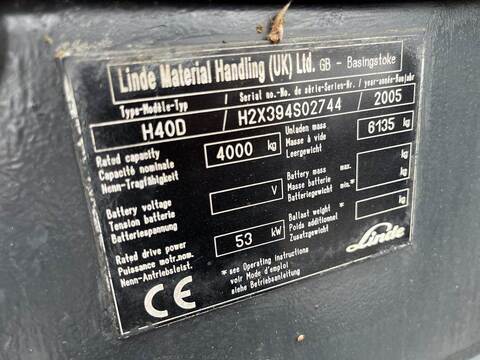 Linde Material Handling (UK) Ltd. GB - Basingstoke
Type-Modèle-Typ / Serial no.-No. de série-Serien-Nr. / year-année-Baujahr
H40D / H2X394S02744 / 2005
Rated capacity
Capacité nominale
Nenn-Tragfähigkeit
4000 kg
Unladen mass
Masse à vide
Leergewicht
6135 kg
Battery voltage
Tension batterie
Batteriespannung
V
Battery mass max.*
Masse batterie
Batteriegewicht min.*
kg
kg
Rated drive power
Puissance motr.nom
Nenn-Antriebsleist.
53 kW
Ballast weight *
Poids additionnel
Zusatzgewicht
kg
CE
* see Operating instructions
voir Mode d'emploi
siehe Betriebsanleitung
Linde